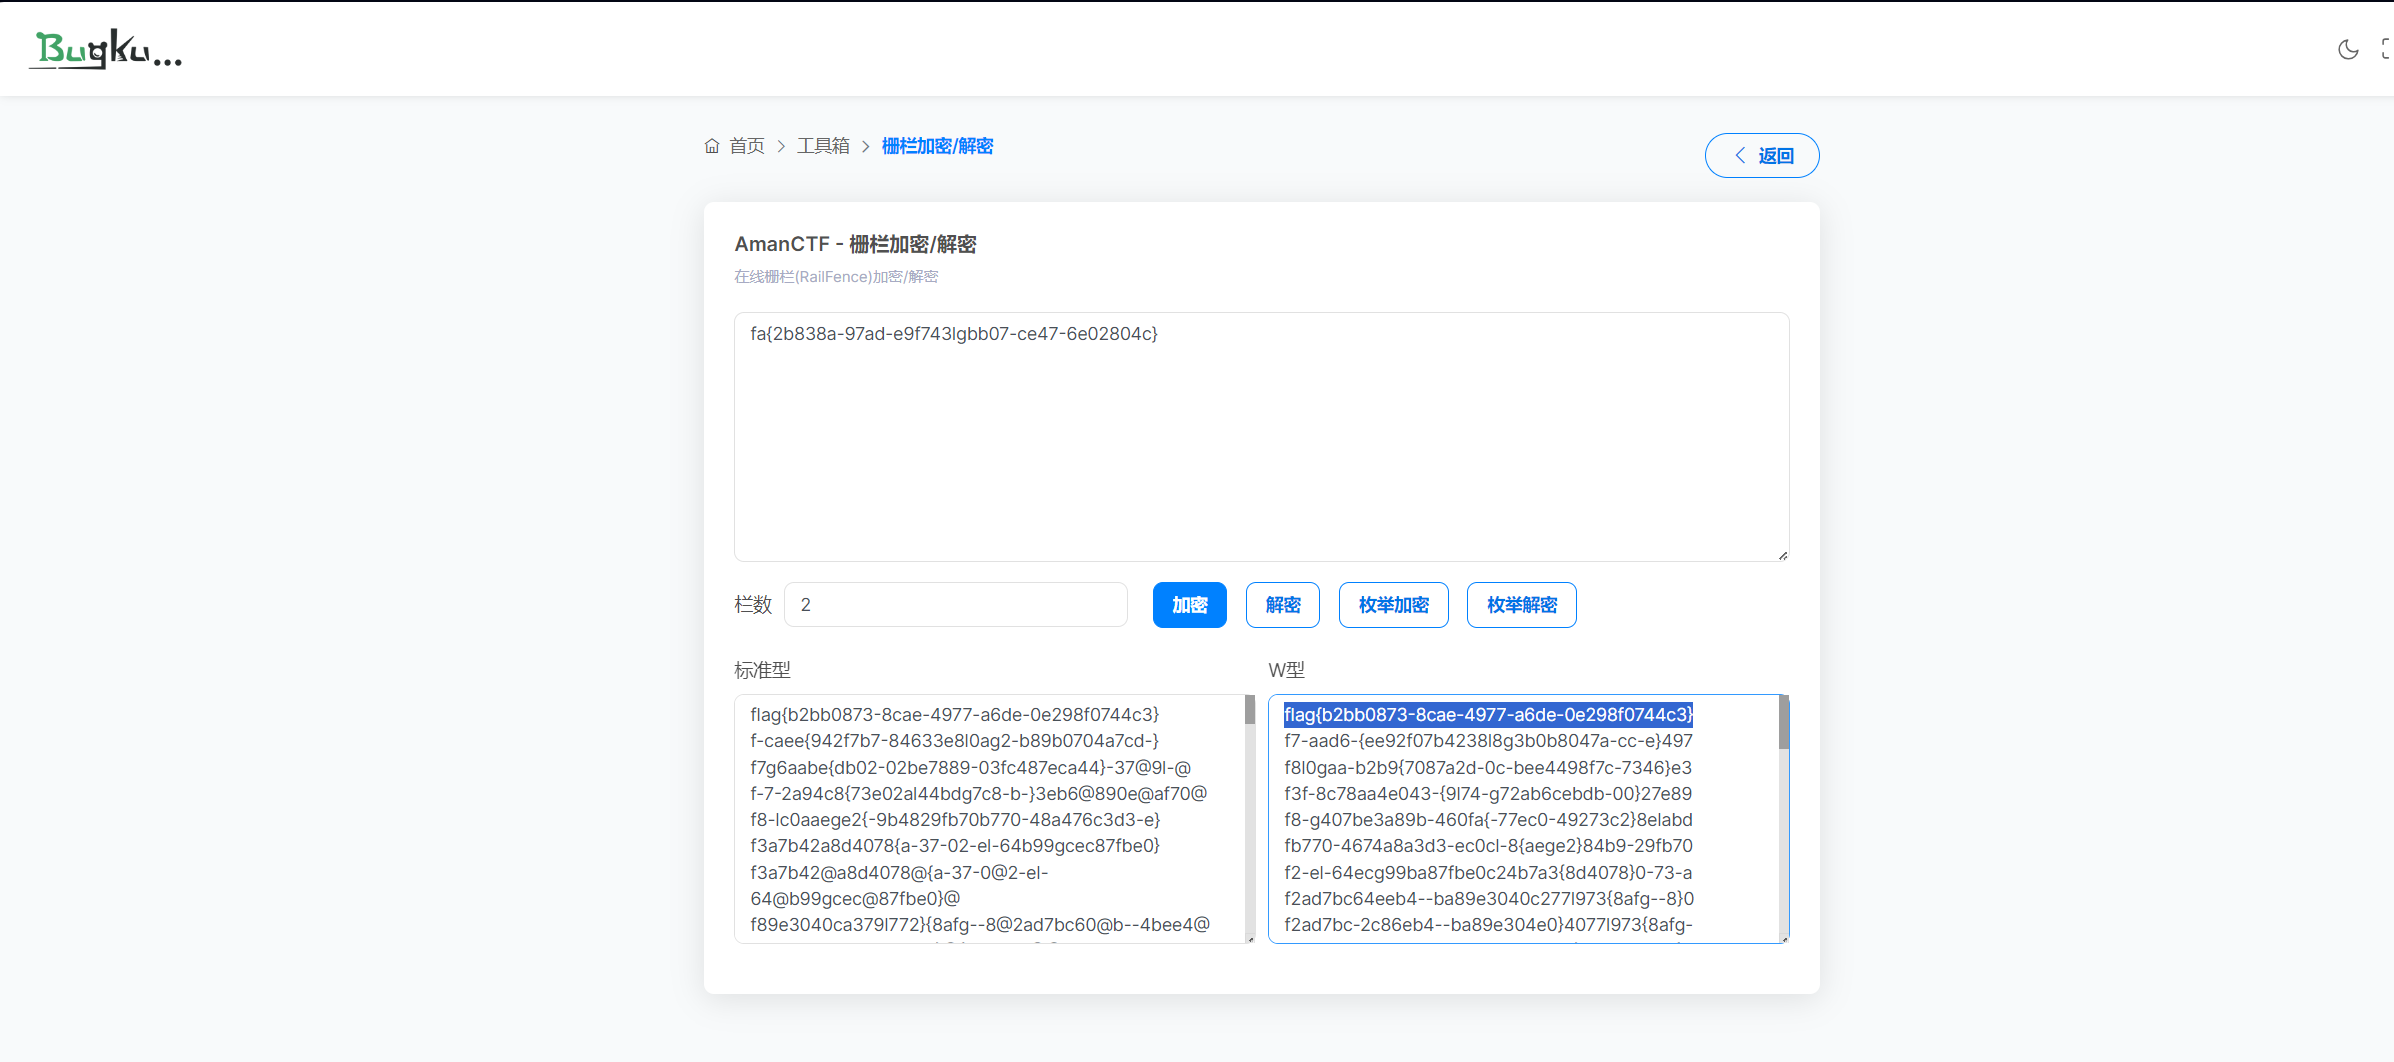 Bugku...
首页 > 工具箱 > 栅栏加密/解密
返回
AmanCTF - 栅栏加密/解密
在线栅栏(RailFence)加密/解密
fa{2b838a-97ad-e9f743lgbb07-ce47-6e02804c}
栏数 2 加密 解密 枚举加密 枚举解密
标准型
flag{b2bb0873-8cae-4977-a6de-0e298f0744c3}
f-caee{942f7b7-84633e8l0ag2-b89b0704a7cd-}
f7g6aabe{db02-02be7889-03fc487eca44}-37@9l-@
f-7-2a94c8{73e02al44bdg7c8-b-}3eb6@890e@af70@
f8-lc0aaege2{-9b4829fb70b770-48a476c3d3-e}
f3a7b42a8d4078{a-37-02-el-64b99gcec87fbe0}
f3a7b42@a8d4078@{a-37-0@2-el-
64@b99gcec@87fbe0}@
f89e3040ca379l772}{8afg--8@2ad7bc60@b--4bee4@
W型
flag{b2bb0873-8cae-4977-a6de-0e298f0744c3}
f7-aad6-{ee92f07b4238l8g3b0b8047a-cc-e}497
f8l0gaa-b2b9{7087a2d-0c-bee4498f7c-7346}e3
f3f-8c78aa4e043-{9l74-g72ab6cebdb-00}27e89
f8-g407be3a89b-460fa{-77ec0-49273c2}8elabd
fb770-4674a8a3d3-ec0cl-8{aege2}84b9-29fb70
f2-el-64ecg99ba87fbe0c24b7a3{8d4078}0-73-a
f2ad7bc64eeb4--ba89e3040c277l973{8afg--8}0
f2ad7bc-2c86eb4--ba89e304e0}4077l973{8afg-